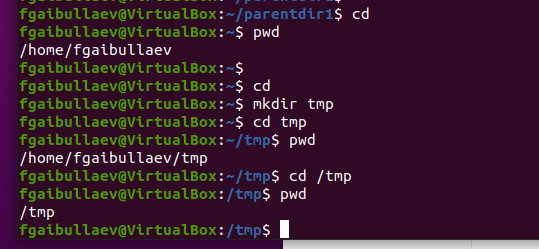 fgaibullaev@VirtualBox:~/parentdir1$ cd
fgaibullaev@VirtualBox:~$ pwd
/home/fgaibullaev
fgaibullaev@VirtualBox:~$
fgaibullaev@VirtualBox:~$ cd
fgaibullaev@VirtualBox:~$ mkdir tmp
fgaibullaev@VirtualBox:~$ cd tmp
fgaibullaev@VirtualBox:~/tmp$ pwd
/home/fgaibullaev/tmp
fgaibullaev@VirtualBox:~/tmp$ cd /tmp
fgaibullaev@VirtualBox:/tmp$ pwd
/tmp
fgaibullaev@VirtualBox:/tmp$